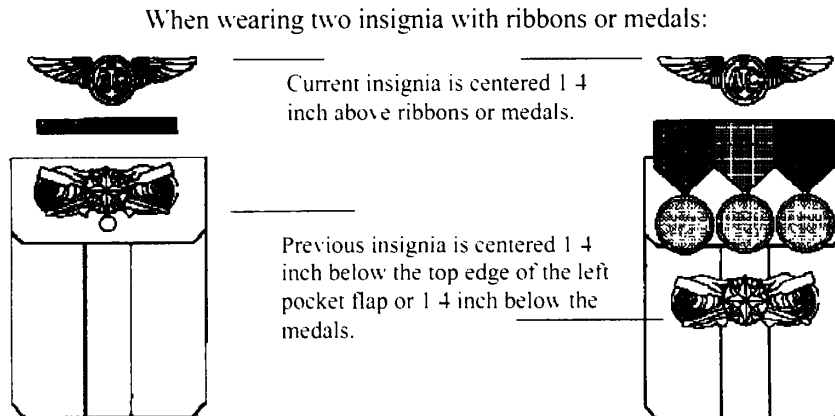 When wearing two insignia with ribbons or medals:
AC
AC
Current insignia is centered 1 4
inch above ribbons or medals.
Previous insignia is centered 1 4
inch below the top edge of the left
pocket flap or 1 4 inch below the
medals.